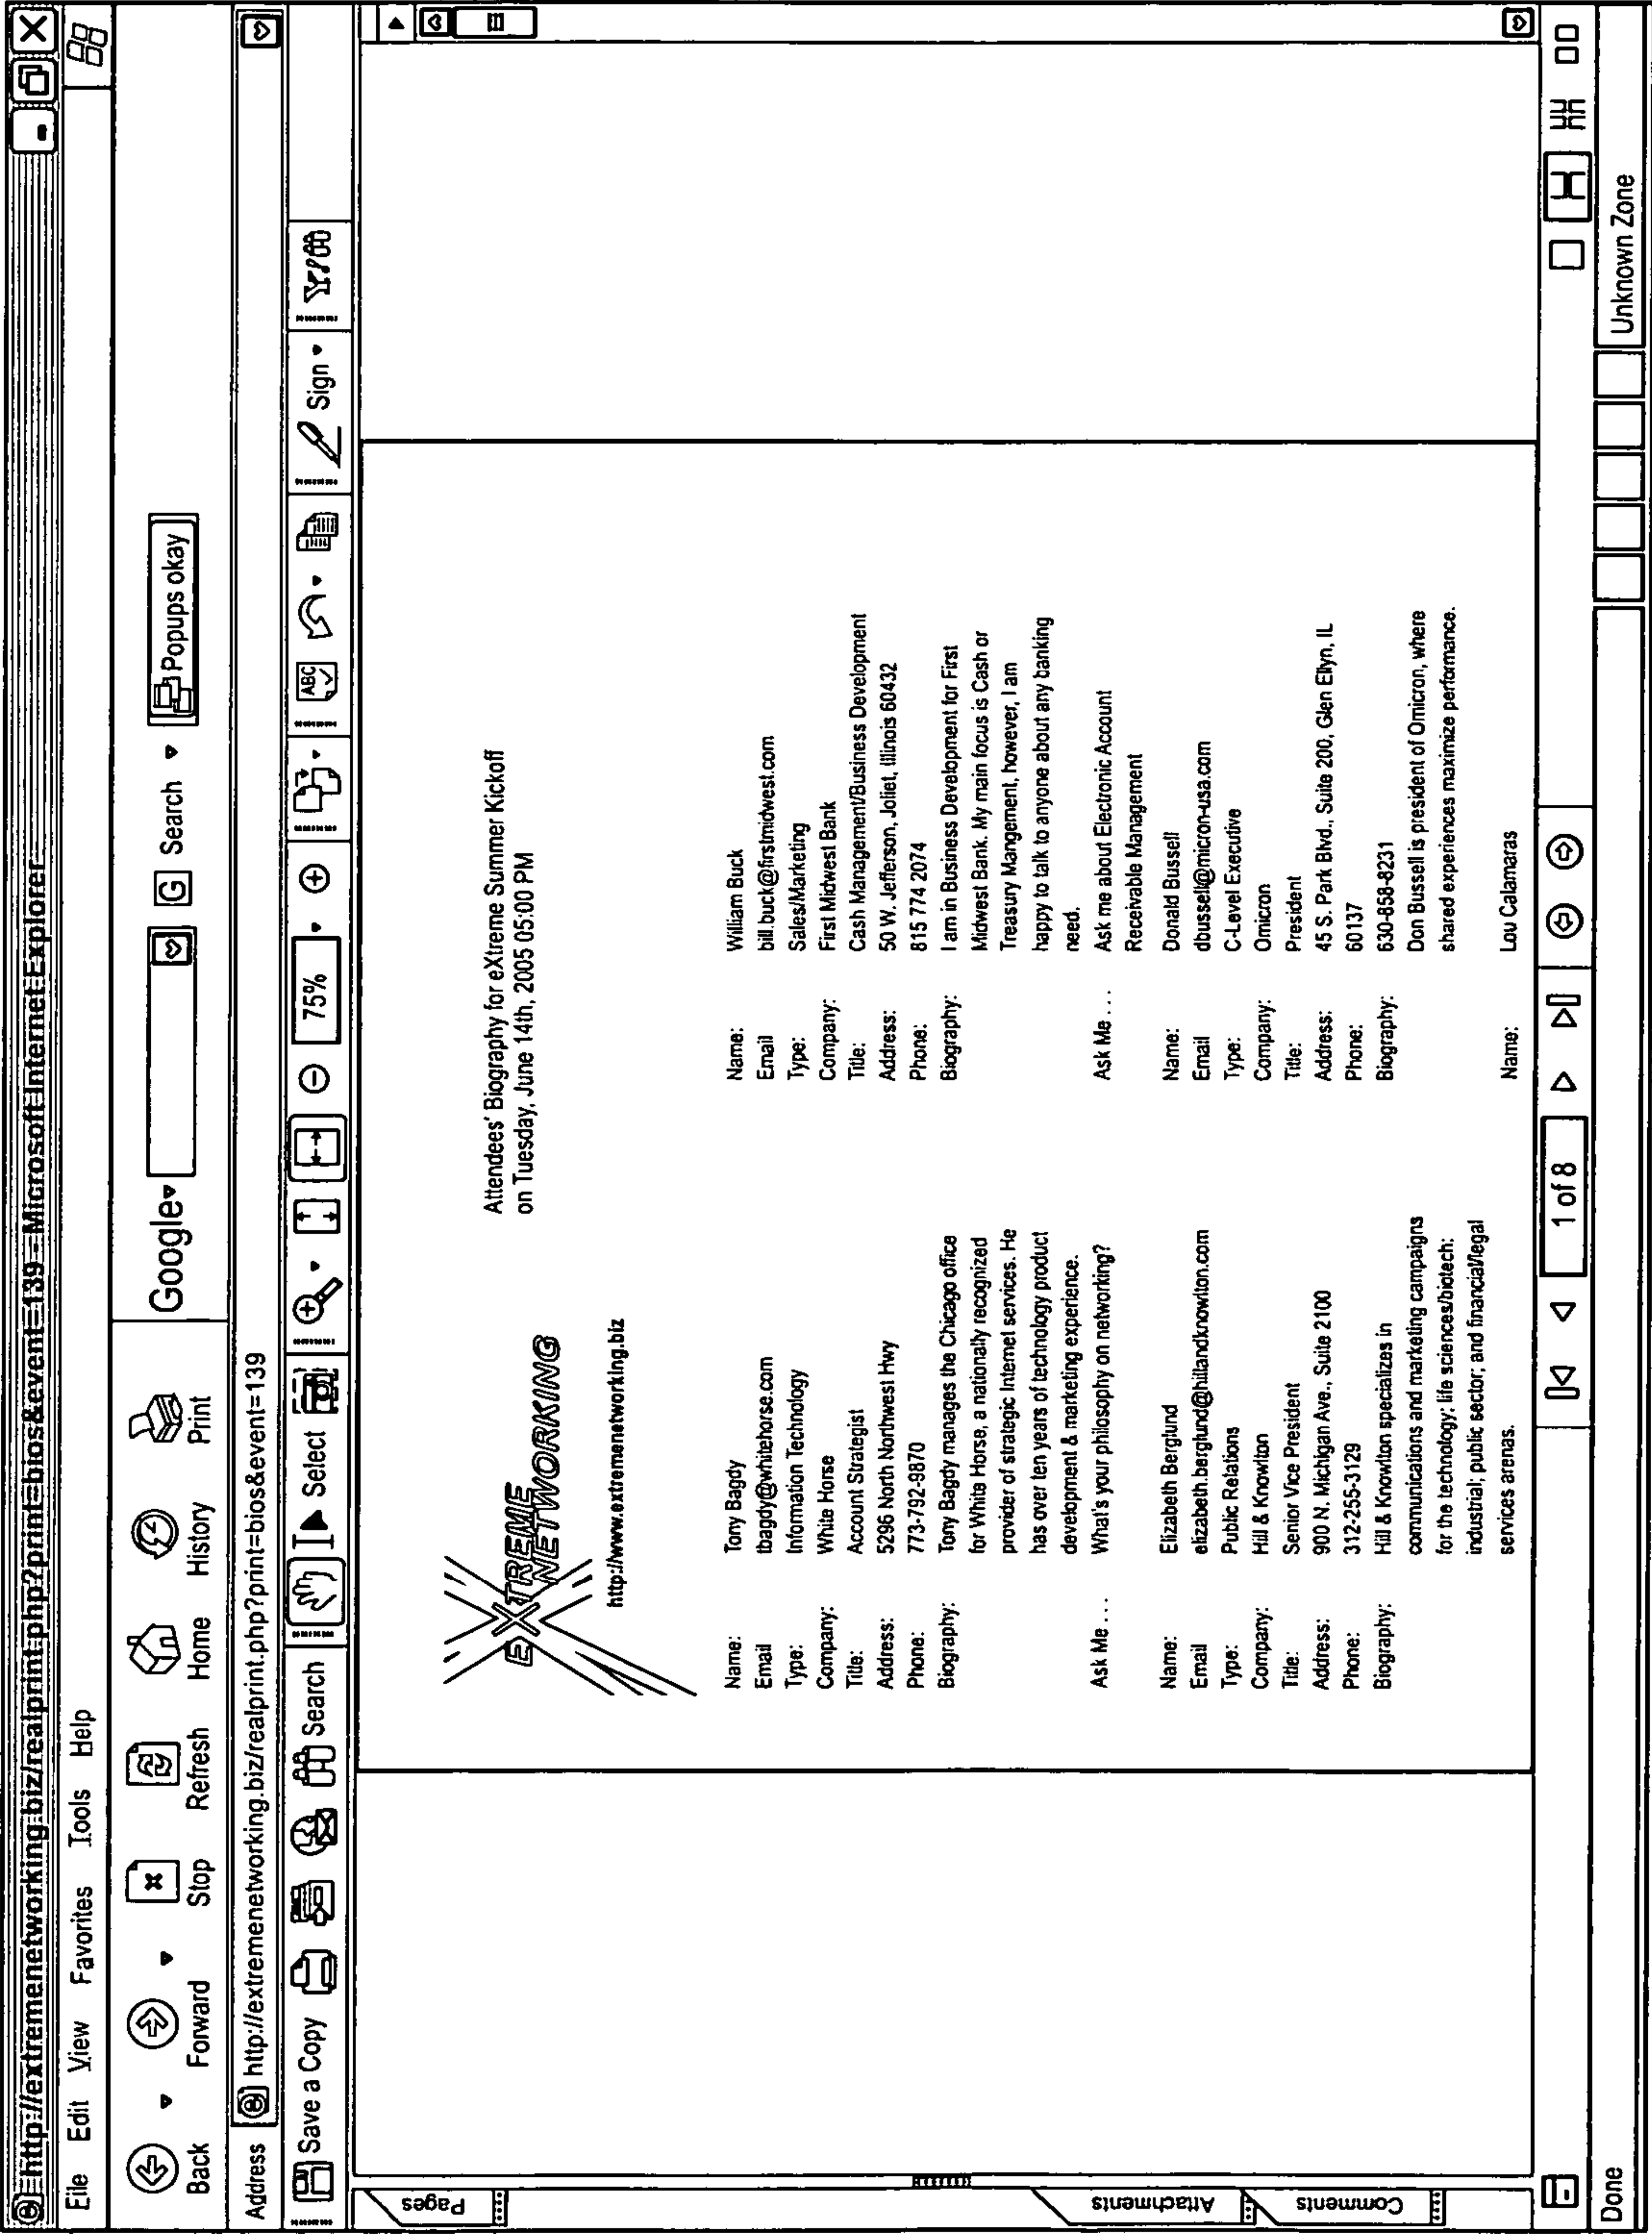 http://extremenetworking.biz/realprint.php?print=bios&event=139 - Microsoft Internet Explorer
File Edit View Favorites Tools Help
Back Forward Stop Refresh Home History Print
Google Search Popups okay
Address http://extremenetworking.biz/realprint.php?print=bios&event=139
Save a Copy Search Select 75% ABC Sign
Pages
Attachments
Comments
eXTREME
NETWORKING
http://www.extremenetworking.biz
Attendees' Biography for eXtreme Summer Kickoff
on Tuesday, June 14th, 2005 05:00 PM
Name: Tony Bagdy
Email tbagdy@whitehorse.com
Type: Information Technology
Company: White Horse
Title: Account Strategist
Address: 5296 North Northwest Hwy
Phone: 773-792-9870
Biography: Tony Bagdy manages the Chicago office
for White Horse, a nationally recognized
provider of strategic Internet services. He
has over ten years of technology product
development & marketing experience.
Ask Me . . . What's your philosophy on networking?
Name: Elizabeth Berglund
Email elizabeth.berglund@hillandknowlton.com
Type: Public Relations
Company: Hill & Knowlton
Title: Senior Vice President
Address: 900 N. Michigan Ave., Suite 2100
Phone: 312-255-3129
Biography: Hill & Knowlton specializes in
communications and marketing campaigns
for the technology; life sciences/biotech:
industrial; public sector; and financial/legal
services arenas.
Name: William Buck
Email bill.buck@firstmidwest.com
Type: Sales/Marketing
Company: First Midwest Bank
Title: Cash Management/Business Development
Address: 50 W. Jefferson, Joliet, Illinois 60432
Phone: 815 774 2074
Biography: I am in Business Development for First
Midwest Bank. My main focus is Cash or
Treasury Mangement, however, I am
happy to talk to anyone about any banking
need.
Ask Me . . . Ask me about Electronic Account
Receivable Management
Name: Donald Bussell
Email dbussell@micron-usa.com
Type: C-Level Executive
Company: Omicron
Title: President
Address: 45 S. Park Blvd., Suite 200, Glen Ellyn, IL
Phone: 60137
Biography: 630-858-8231
Don Bussell is president of Omicron, where
shared experiences maximize performance.
Name: Lou Calamaras
1 of 8
Done Unknown Zone